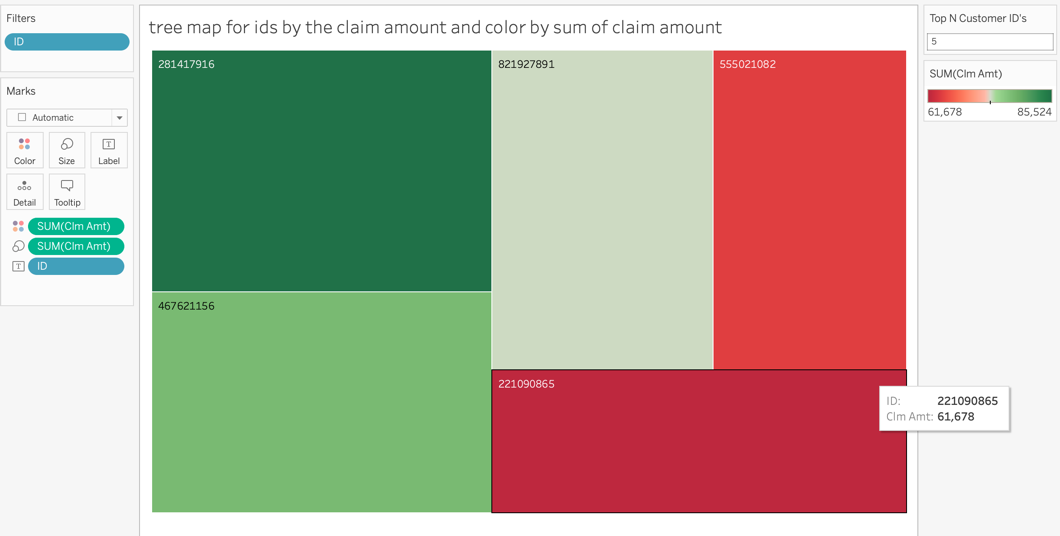 Filters
ID
Marks
Automatic
Color
Size
Label
Detail
Tooltip
SUM(Clm Amt)
SUM(Clm Amt)
ID
tree map for ids by the claim amount and color by sum of claim amount
281417916
821927891
555021082
467621156
221090865
ID: 221090865
Clm Amt: 61,678
Top N Customer ID's
5
SUM(Clm Amt)
61,678 85,524